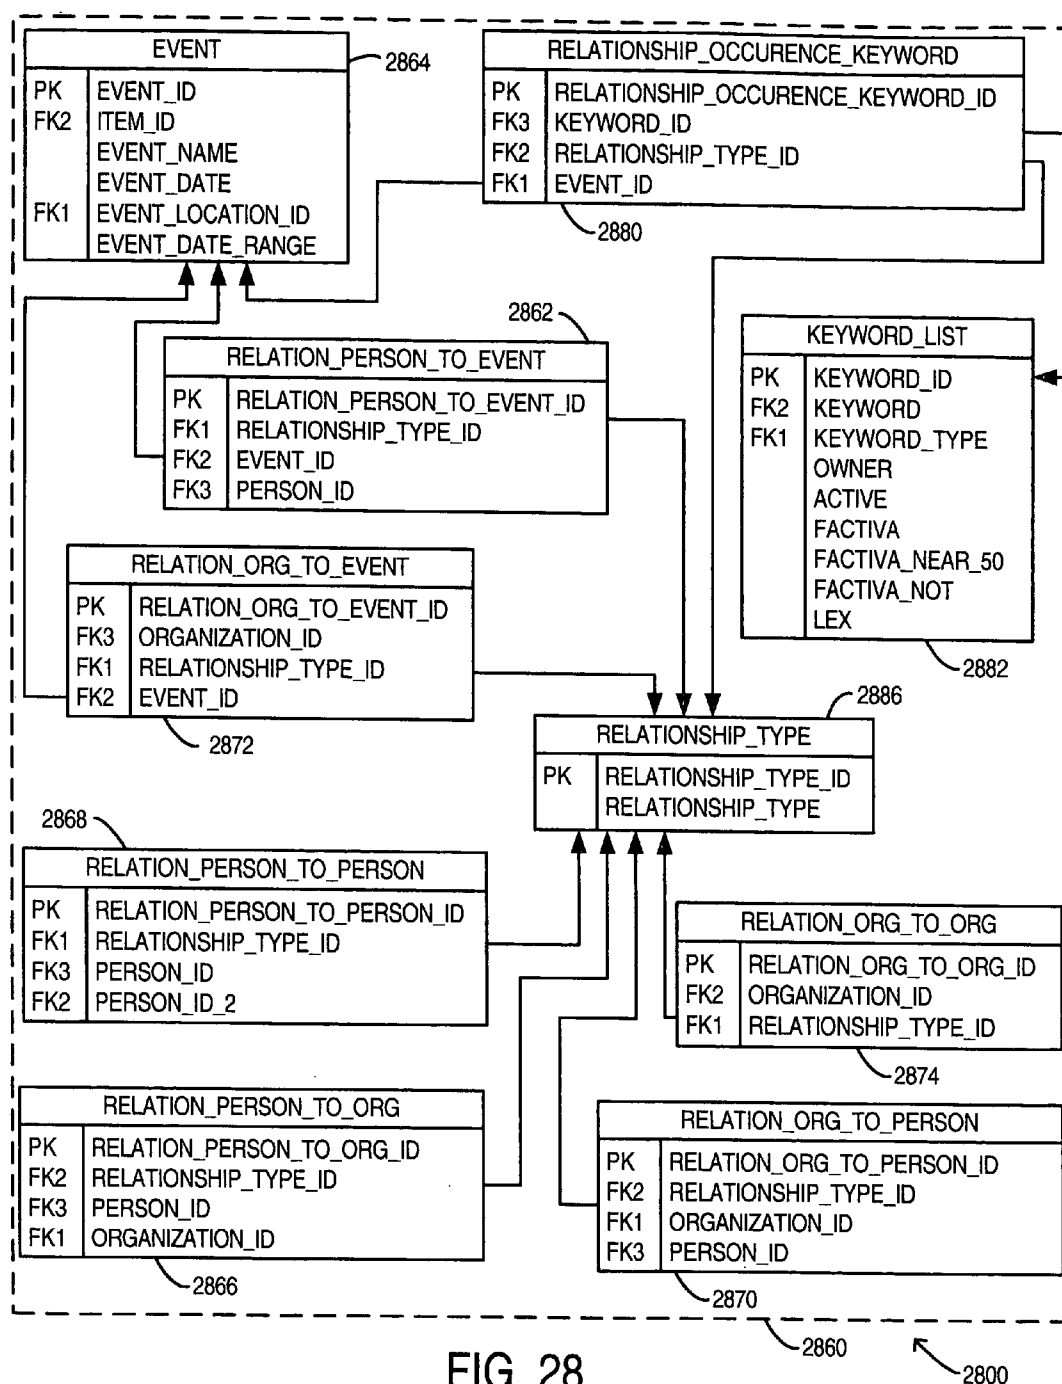 EVENT
2864
PK EVENT_ID
FK2 ITEM_ID
EVENT_NAME
EVENT_DATE
FK1 EVENT_LOCATION_ID
EVENT_DATE_RANGE
RELATIONSHIP_OCCURENCE_KEYWORD
PK RELATIONSHIP_OCCURENCE_KEYWORD_ID
FK3 KEYWORD_ID
FK2 RELATIONSHIP_TYPE_ID
FK1 EVENT_ID
2880
2862
RELATION_PERSON_TO_EVENT
PK RELATION_PERSON_TO_EVENT_ID
FK1 RELATIONSHIP_TYPE_ID
FK2 EVENT_ID
FK3 PERSON_ID
KEYWORD_LIST
PK KEYWORD_ID
FK2 KEYWORD
FK1 KEYWORD_TYPE
OWNER
ACTIVE
FACTIVA
FACTIVA_NEAR_50
FACTIVA_NOT
LEX
2882
RELATION_ORG_TO_EVENT
PK RELATION_ORG_TO_EVENT_ID
FK3 ORGANIZATION_ID
FK1 RELATIONSHIP_TYPE_ID
FK2 EVENT_ID
2872
2886
RELATIONSHIP_TYPE
PK RELATIONSHIP_TYPE_ID
RELATIONSHIP_TYPE
2868
RELATION_PERSON_TO_PERSON
PK RELATION_PERSON_TO_PERSON_ID
FK1 RELATIONSHIP_TYPE_ID
FK3 PERSON_ID
FK2 PERSON_ID_2
RELATION_ORG_TO_ORG
PK RELATION_ORG_TO_ORG_ID
FK2 ORGANIZATION_ID
FK1 RELATIONSHIP_TYPE_ID
2874
RELATION_PERSON_TO_ORG
PK RELATION_PERSON_TO_ORG_ID
FK2 RELATIONSHIP_TYPE_ID
FK3 PERSON_ID
FK1 ORGANIZATION_ID
2866
RELATION_ORG_TO_PERSON
PK RELATION_ORG_TO_PERSON_ID
FK2 RELATIONSHIP_TYPE_ID
FK1 ORGANIZATION_ID
FK3 PERSON_ID
2870
2860
2800
FIG. 28